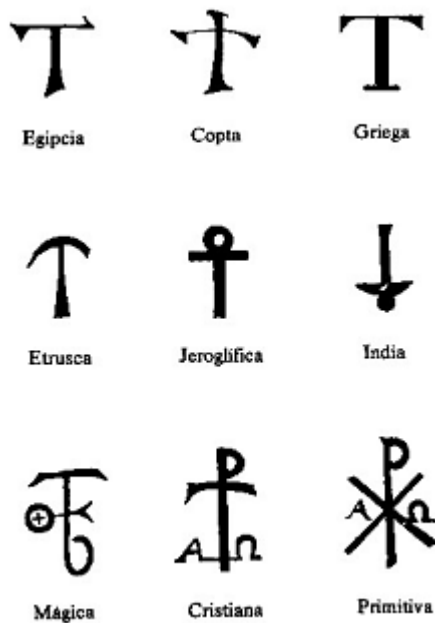 Egipcia
Copta
Griega
Etrusca
Jeroglífica
India
Mágica
A Ω
Cristiana
A Ω
Primitiva